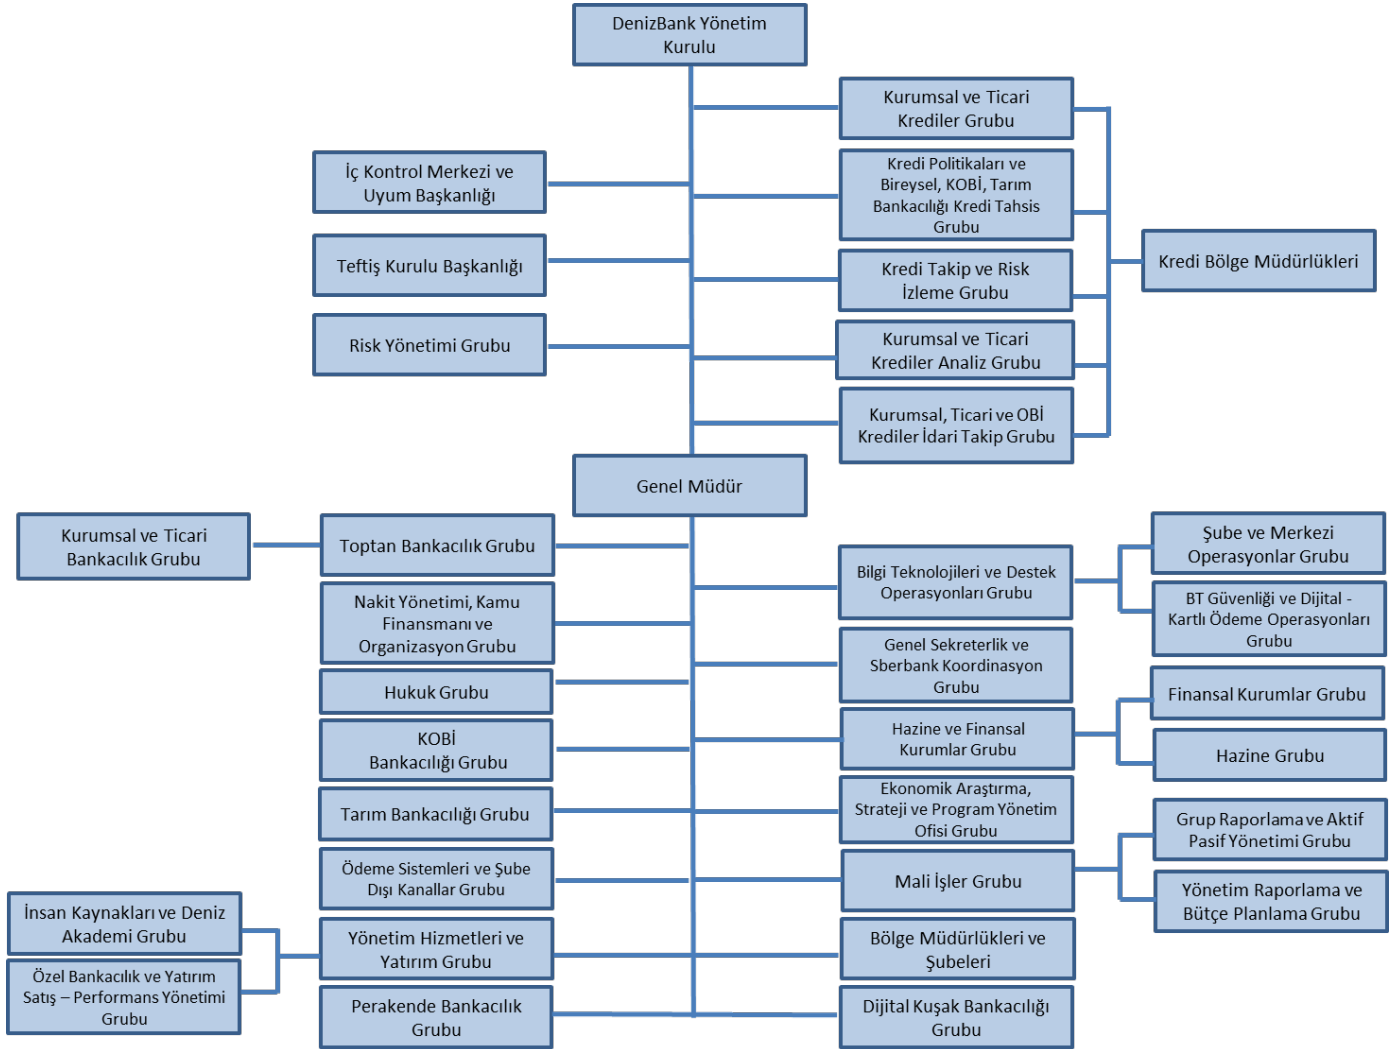 DenizBank Yönetim
Kurulu
Kurumsal ve Ticari
Krediler Grubu
İç Kontrol Merkezi ve
Uyum Başkanlığı
Kredi Politikaları ve
Bireysel, KOBİ, Tarım
Bankacılığı Kredi Tahsis
Grubu
Teftiş Kurulu Başkanlığı
Kredi Takip ve Risk
İzleme Grubu
Kredi Bölge Müdürlükleri
Risk Yönetimi Grubu
Kurumsal ve Ticari
Krediler Analiz Grubu
Kurumsal, Ticari ve OBİ
Krediler İdari Takip Grubu
Genel Müdür
Kurumsal ve Ticari
Bankacılık Grubu
Toptan Bankacılık Grubu
Bilgi Teknolojileri ve Destek
Operasyonları Grubu
Şube ve Merkezi
Operasyonlar Grubu
BT Güvenliği ve Dijital -
Kartlı Ödeme Operasyonları
Grubu
Nakit Yönetimi, Kamu
Finansmanı ve
Organizasyon Grubu
Genel Sekreterlik ve
Sberbank Koordinasyon
Grubu
Hukuk Grubu
Hazine ve Finansal
Kurumlar Grubu
Finansal Kurumlar Grubu
Hazine Grubu
KOBİ
Bankacılığı Grubu
Tarım Bankacılığı Grubu
Ekonomik Araştırma,
Strateji ve Program Yönetim
Ofisi Grubu
Ödeme Sistemleri ve Şube
Dışı Kanallar Grubu
Mali İşler Grubu
Grup Raporlama ve Aktif
Pasif Yönetimi Grubu
Yönetim Raporlama ve
Bütçe Planlama Grubu
İnsan Kaynakları ve Deniz
Akademi Grubu
Özel Bankacılık ve Yatırım
Satış – Performans Yönetimi
Grubu
Yönetim Hizmetleri ve
Yatırım Grubu
Bölge Müdürlükleri ve
Şubeleri
Perakende Bankacılık
Grubu
Dijital Kuşak Bankacılığı
Grubu